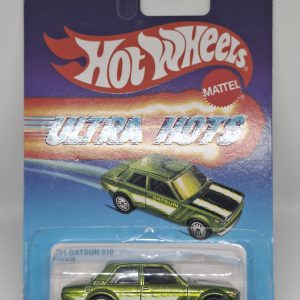 HOT WHEELS
MATTEL
ULTRA HOTS
DATSUN
'71 DATSUN 510